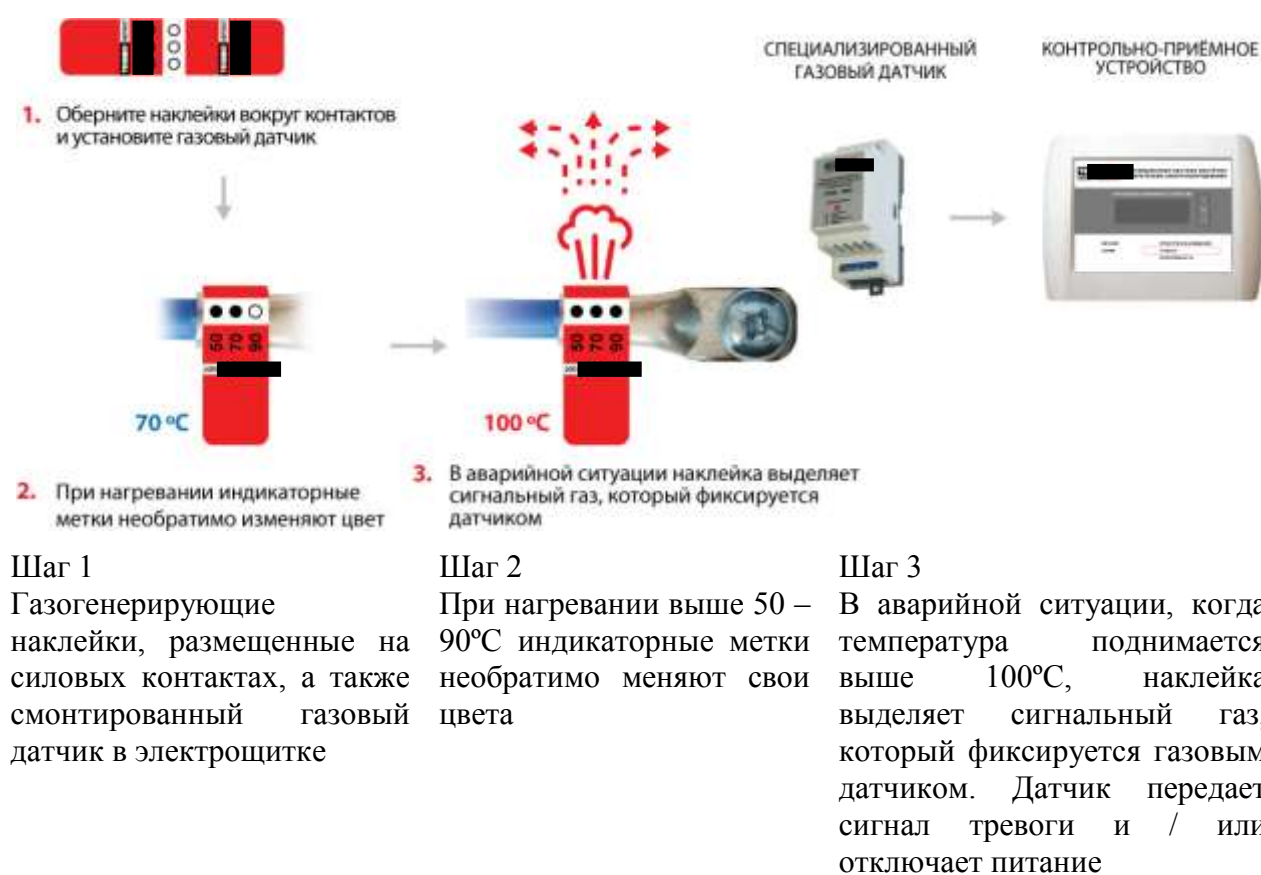 СПЕЦИАЛИЗИРОВАННЫЙ
ГАЗОВЫЙ ДАТЧИК
КОНТРОЛЬНО-ПРИЁМНОЕ
УСТРОЙСТВО
1. Оберните наклейки вокруг контактов
и установите газовый датчик
50 70 90
70 ºC
50 70 90
100 ºC
2. При нагревании индикаторные
метки необратимо изменяют цвет
3. В аварийной ситуации наклейка выделяет
сигнальный газ, который фиксируется
датчиком
Шаг 1
Газогенерирующие
наклейки, размещенные на
силовых контактах, а также
смонтированный газовый
датчик в электрощитке
Шаг 2
При нагревании выше 50 –
90ºС индикаторные метки
необратимо меняют свои
цвета
Шаг 3
В аварийной ситуации, когда
температура поднимается
выше 100ºС, наклейка
выделяет сигнальный газ,
который фиксируется газовым
датчиком. Датчик передает
сигнал тревоги и / или
отключает питание